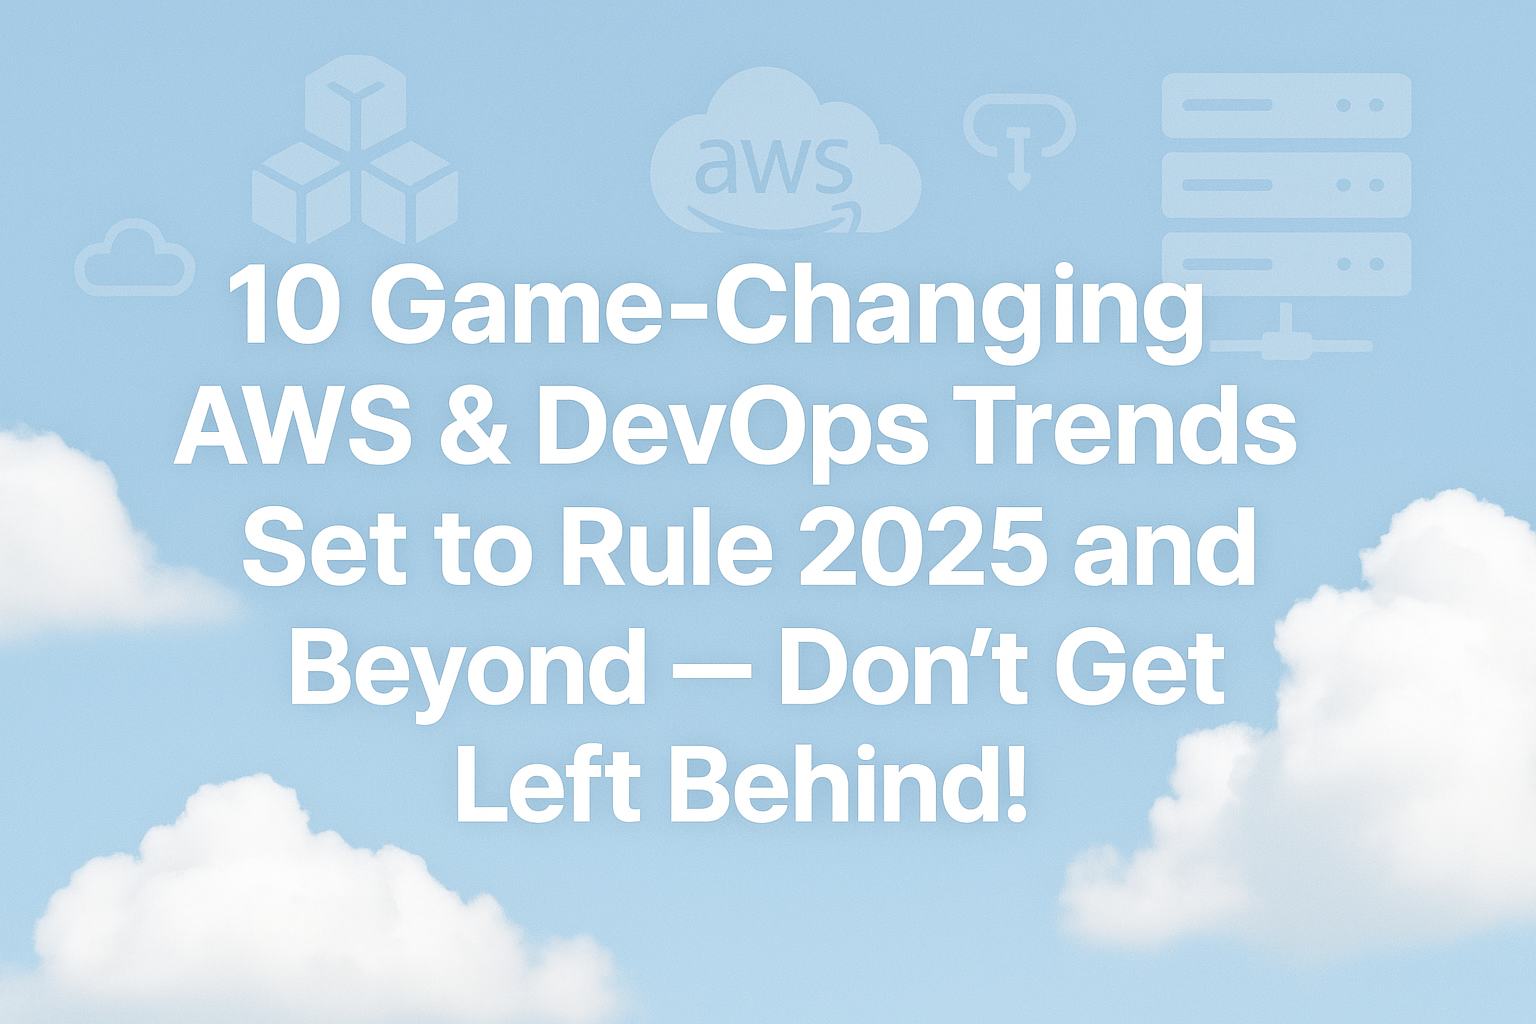 aws
10 Game-Changing
AWS & DevOps Trends
Set to Rule 2025 and
Beyond — Don’t Get
Left Behind!